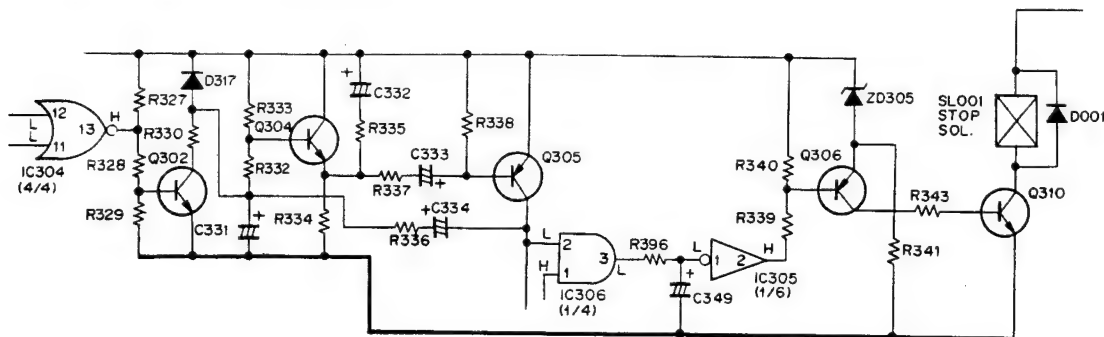 D317
SL001
STOP
SOL.
D001
ZD305
C332
12
13
H
L
L
11
IC304
(4/4)
R327
R330
R328
Q302
R329
C331
R333
Q304
R332
R334
R335
R337
C333
+
R338
Q305
R336
+
C334
+
+
L
2
H
1
3
L
IC306
(1/4)
R396
L
1
2
H
IC305
(1/6)
+
C349
R340
R339
Q306
R343
R341
Q310